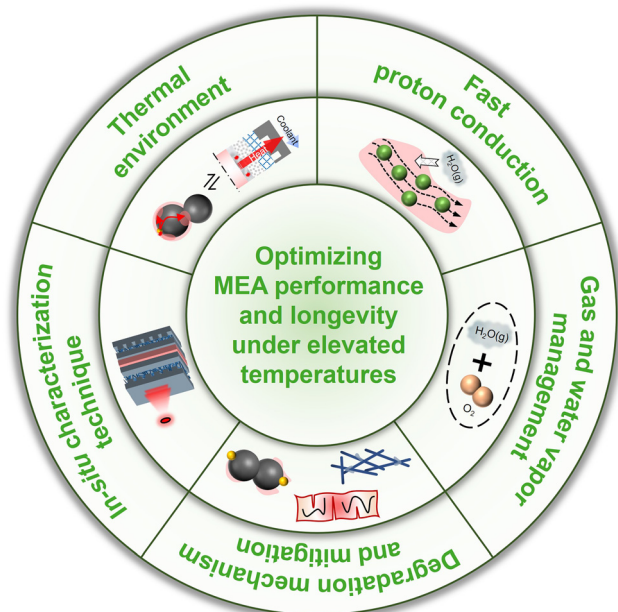 Thermal
environment
Fast
proton conduction
Gas and water vapor
management
Degradation mechanism
and mitigation
In-situ characterization
technique
Optimizing
MEA performance
and longevity
under elevated
temperatures
Coolant
Heat
H₂O(g)
H₂O(g)
+
O₂